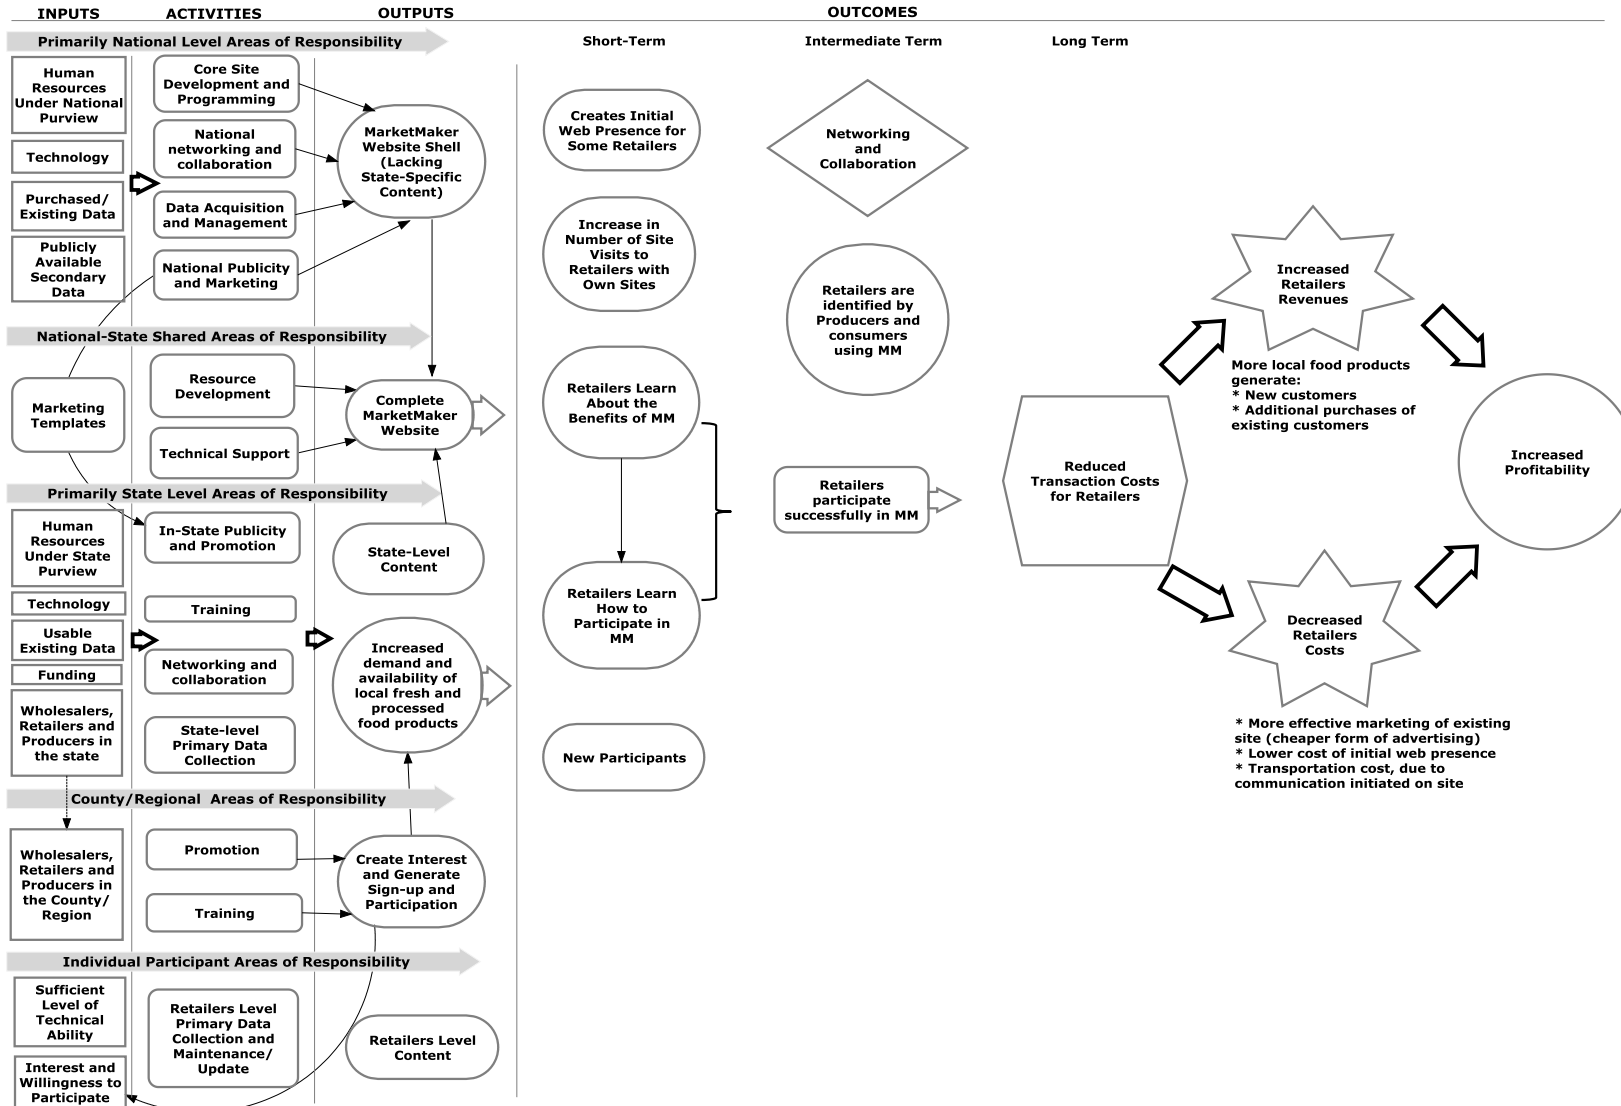 INPUTS
ACTIVITIES
OUTPUTS
OUTCOMES
Primarily National Level Areas of Responsibility
Short-Term
Intermediate Term
Long Term
Human
Resources
Under National
Purview
Technology
Purchased/
Existing Data
Publicly
Available
Secondary
Data
Core Site
Development and
Programming
National
networking and
collaboration
Data Acquisition
and Management
National Publicity
and Marketing
MarketMaker
Website Shell
(Lacking
State-Specific
Content)
National-State Shared Areas of Responsibility
Marketing
Templates
Resource
Development
Technical Support
Complete
MarketMaker
Website
Primarily State Level Areas of Responsibility
Human
Resources
Under State
Purview
Technology
Usable
Existing Data
Funding
Wholesalers,
Retailers and
Producers in
the state
In-State Publicity
and Promotion
Training
Networking and
collaboration
State-level
Primary Data
Collection
State-Level
Content
Increased
demand and
availability of
local fresh and
processed
food products
County/Regional  Areas of Responsibility
Wholesalers,
Retailers and
Producers in
the County/
Region
Promotion
Training
Create Interest
and Generate
Sign-up and
Participation
Individual Participant Areas of Responsibility
Sufficient
Level of
Technical
Ability
Interest and
Willingness to
Participate
Retailers Level
Primary Data
Collection and
Maintenance/
Update
Retailers Level
Content
Creates Initial
Web Presence for
Some Retailers
Increase in
Number of Site
Visits to
Retailers with
Own Sites
Retailers Learn
About the
Benefits of MM
Retailers Learn
How to
Participate in
MM
New Participants
Networking
and
Collaboration
Retailers are
identified by
Producers and
consumers
using MM
Retailers
participate
successfully in MM
Reduced
Transaction Costs
for Retailers
Increased
Retailers
Revenues
More local food products
generate:
* New customers
* Additional purchases of
existing customers
Decreased
Retailers
Costs
* More effective marketing of existing
site (cheaper form of advertising)
* Lower cost of initial web presence
* Transportation cost, due to
communication initiated on site
Increased
Profitability